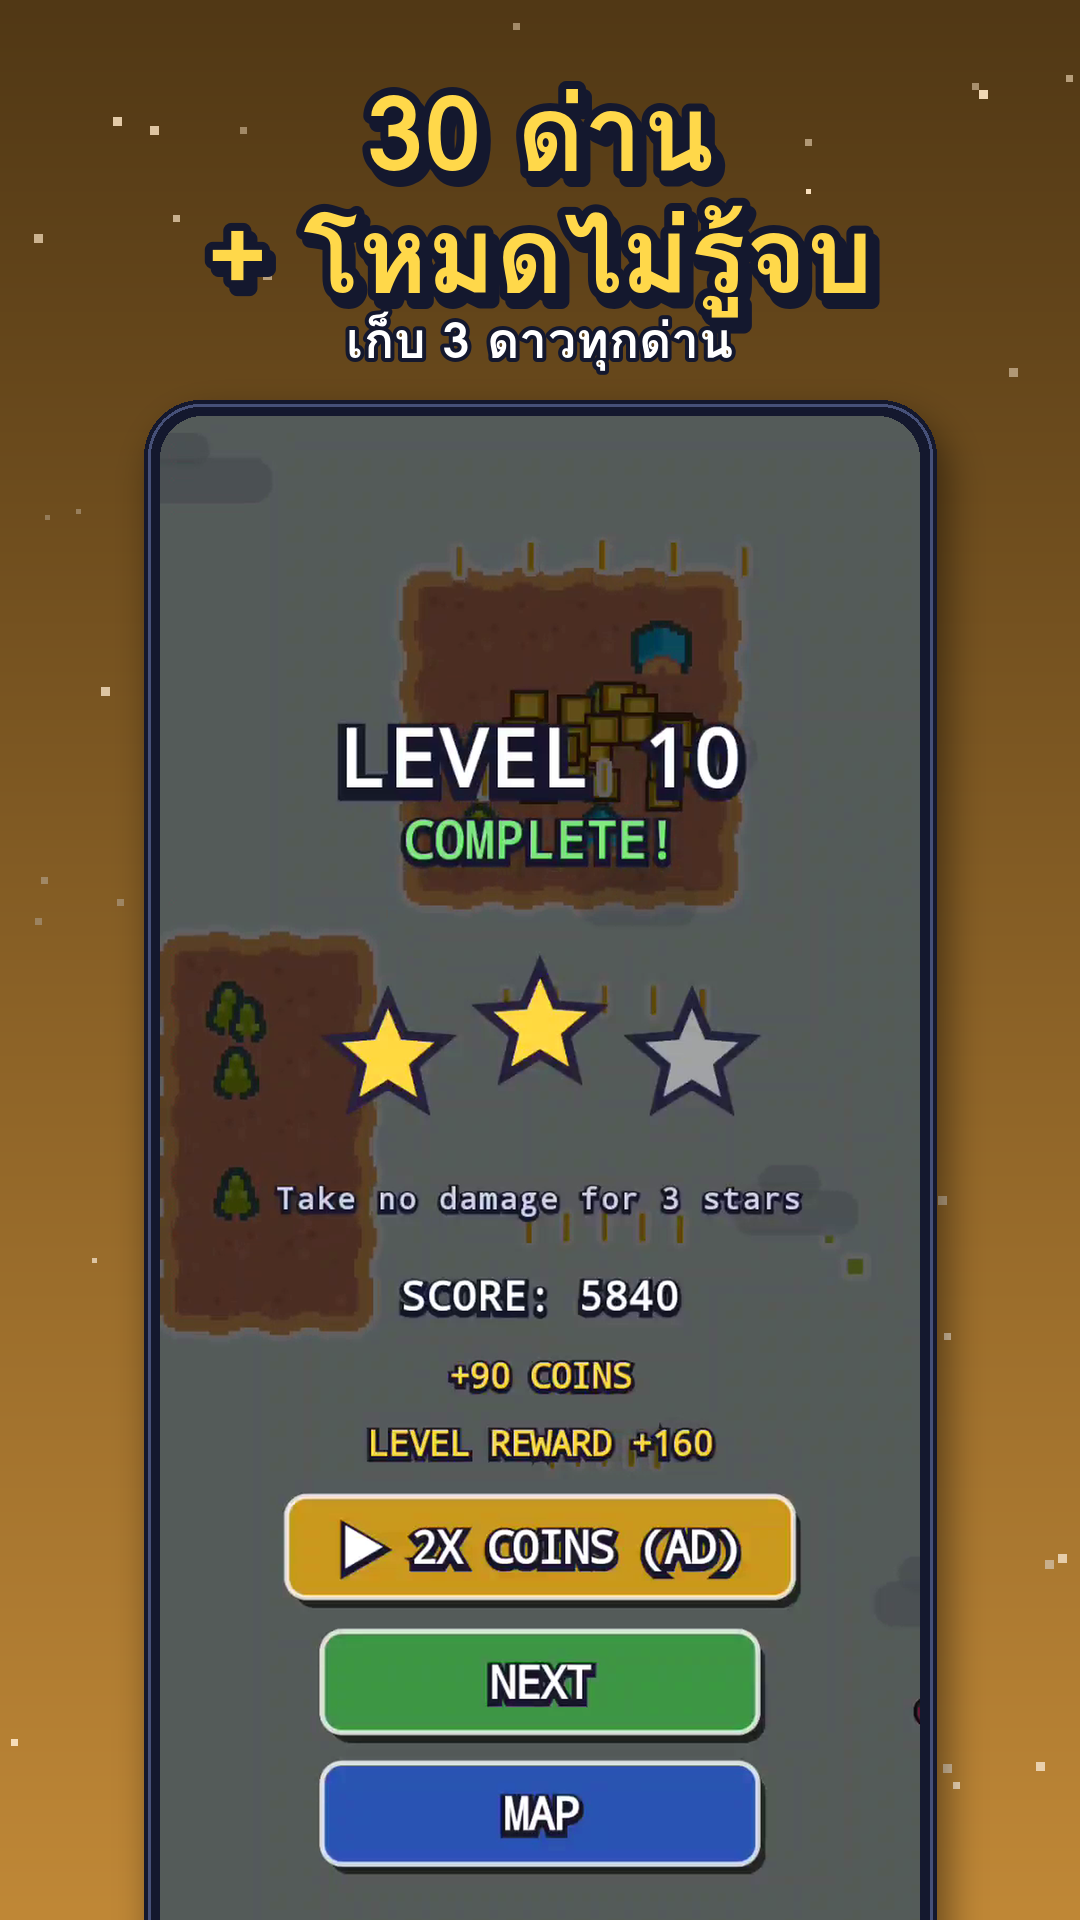 30 ด่าน
+ โหมดไม่รู้จบ
เก็บ 3 ดาวทุกด่าน
LEVEL 10
COMPLETE!
Take no damage for 3 stars
SCORE: 5840
+90 COINS
LEVEL REWARD +160
2X COINS (AD)
NEXT
MAP